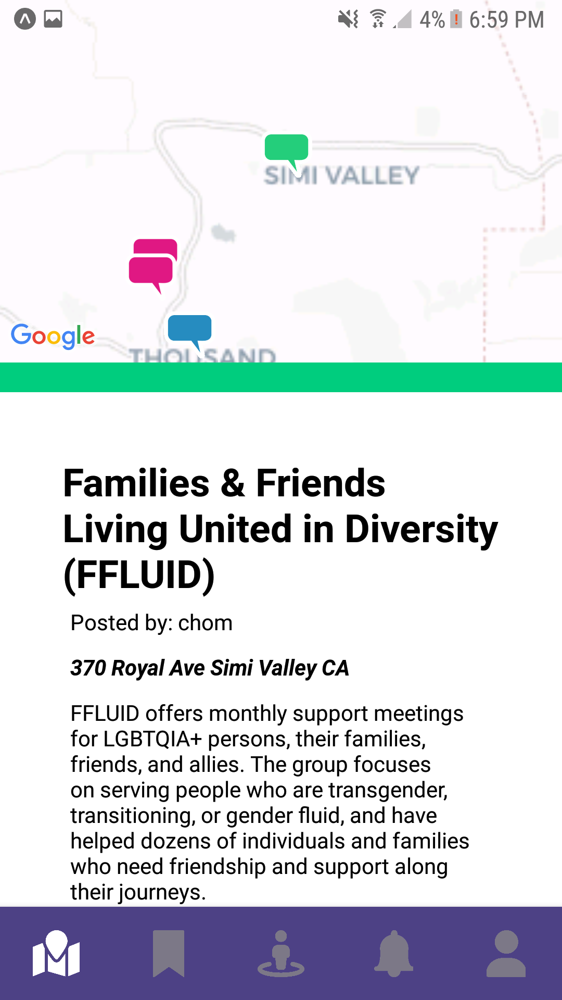 4% 6:59 PM
SIMI VALLEY
Google
THOUSAND
Families & Friends
Living United in Diversity
(FFLUID)
Posted by: chom
370 Royal Ave Simi Valley CA
FFLUID offers monthly support meetings
for LGBTQIA+ persons, their families,
friends, and allies. The group focuses
on serving people who are transgender,
transitioning, or gender fluid, and have
helped dozens of individuals and families
who need friendship and support along
their journeys.